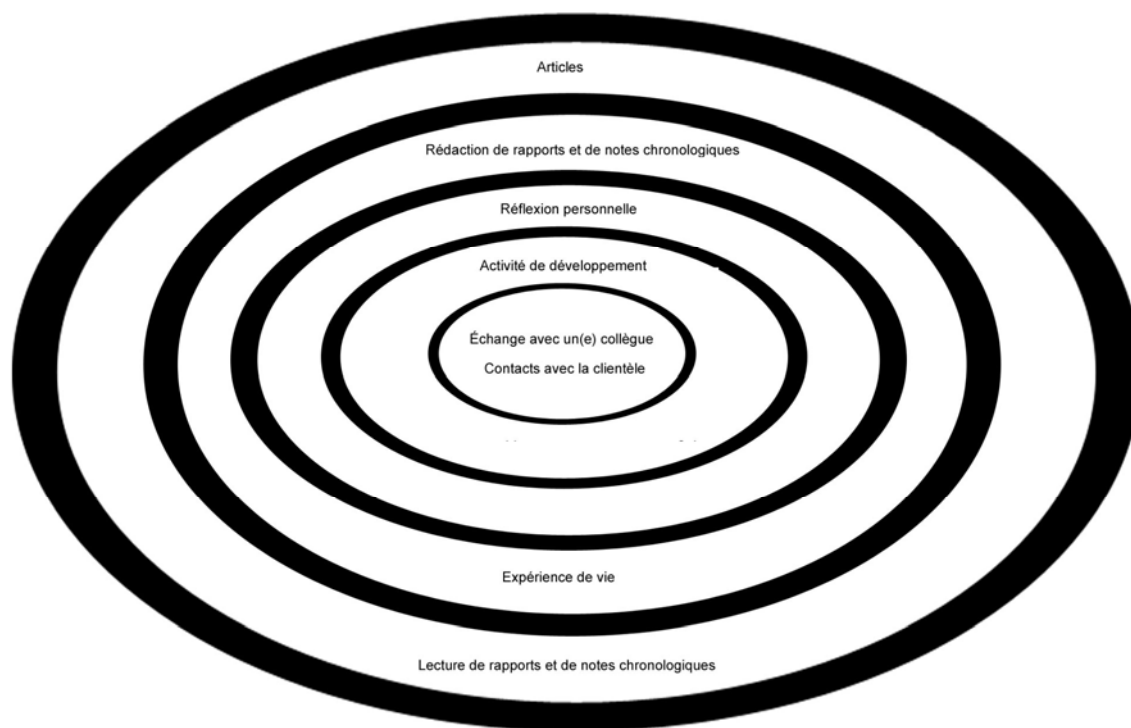 Articles
Rédaction de rapports et de notes chronologiques
Réflexion personnelle
Activité de développement
Échange avec un(e) collègue
Contacts avec la clientèle
Expérience de vie
Lecture de rapports et de notes chronologiques